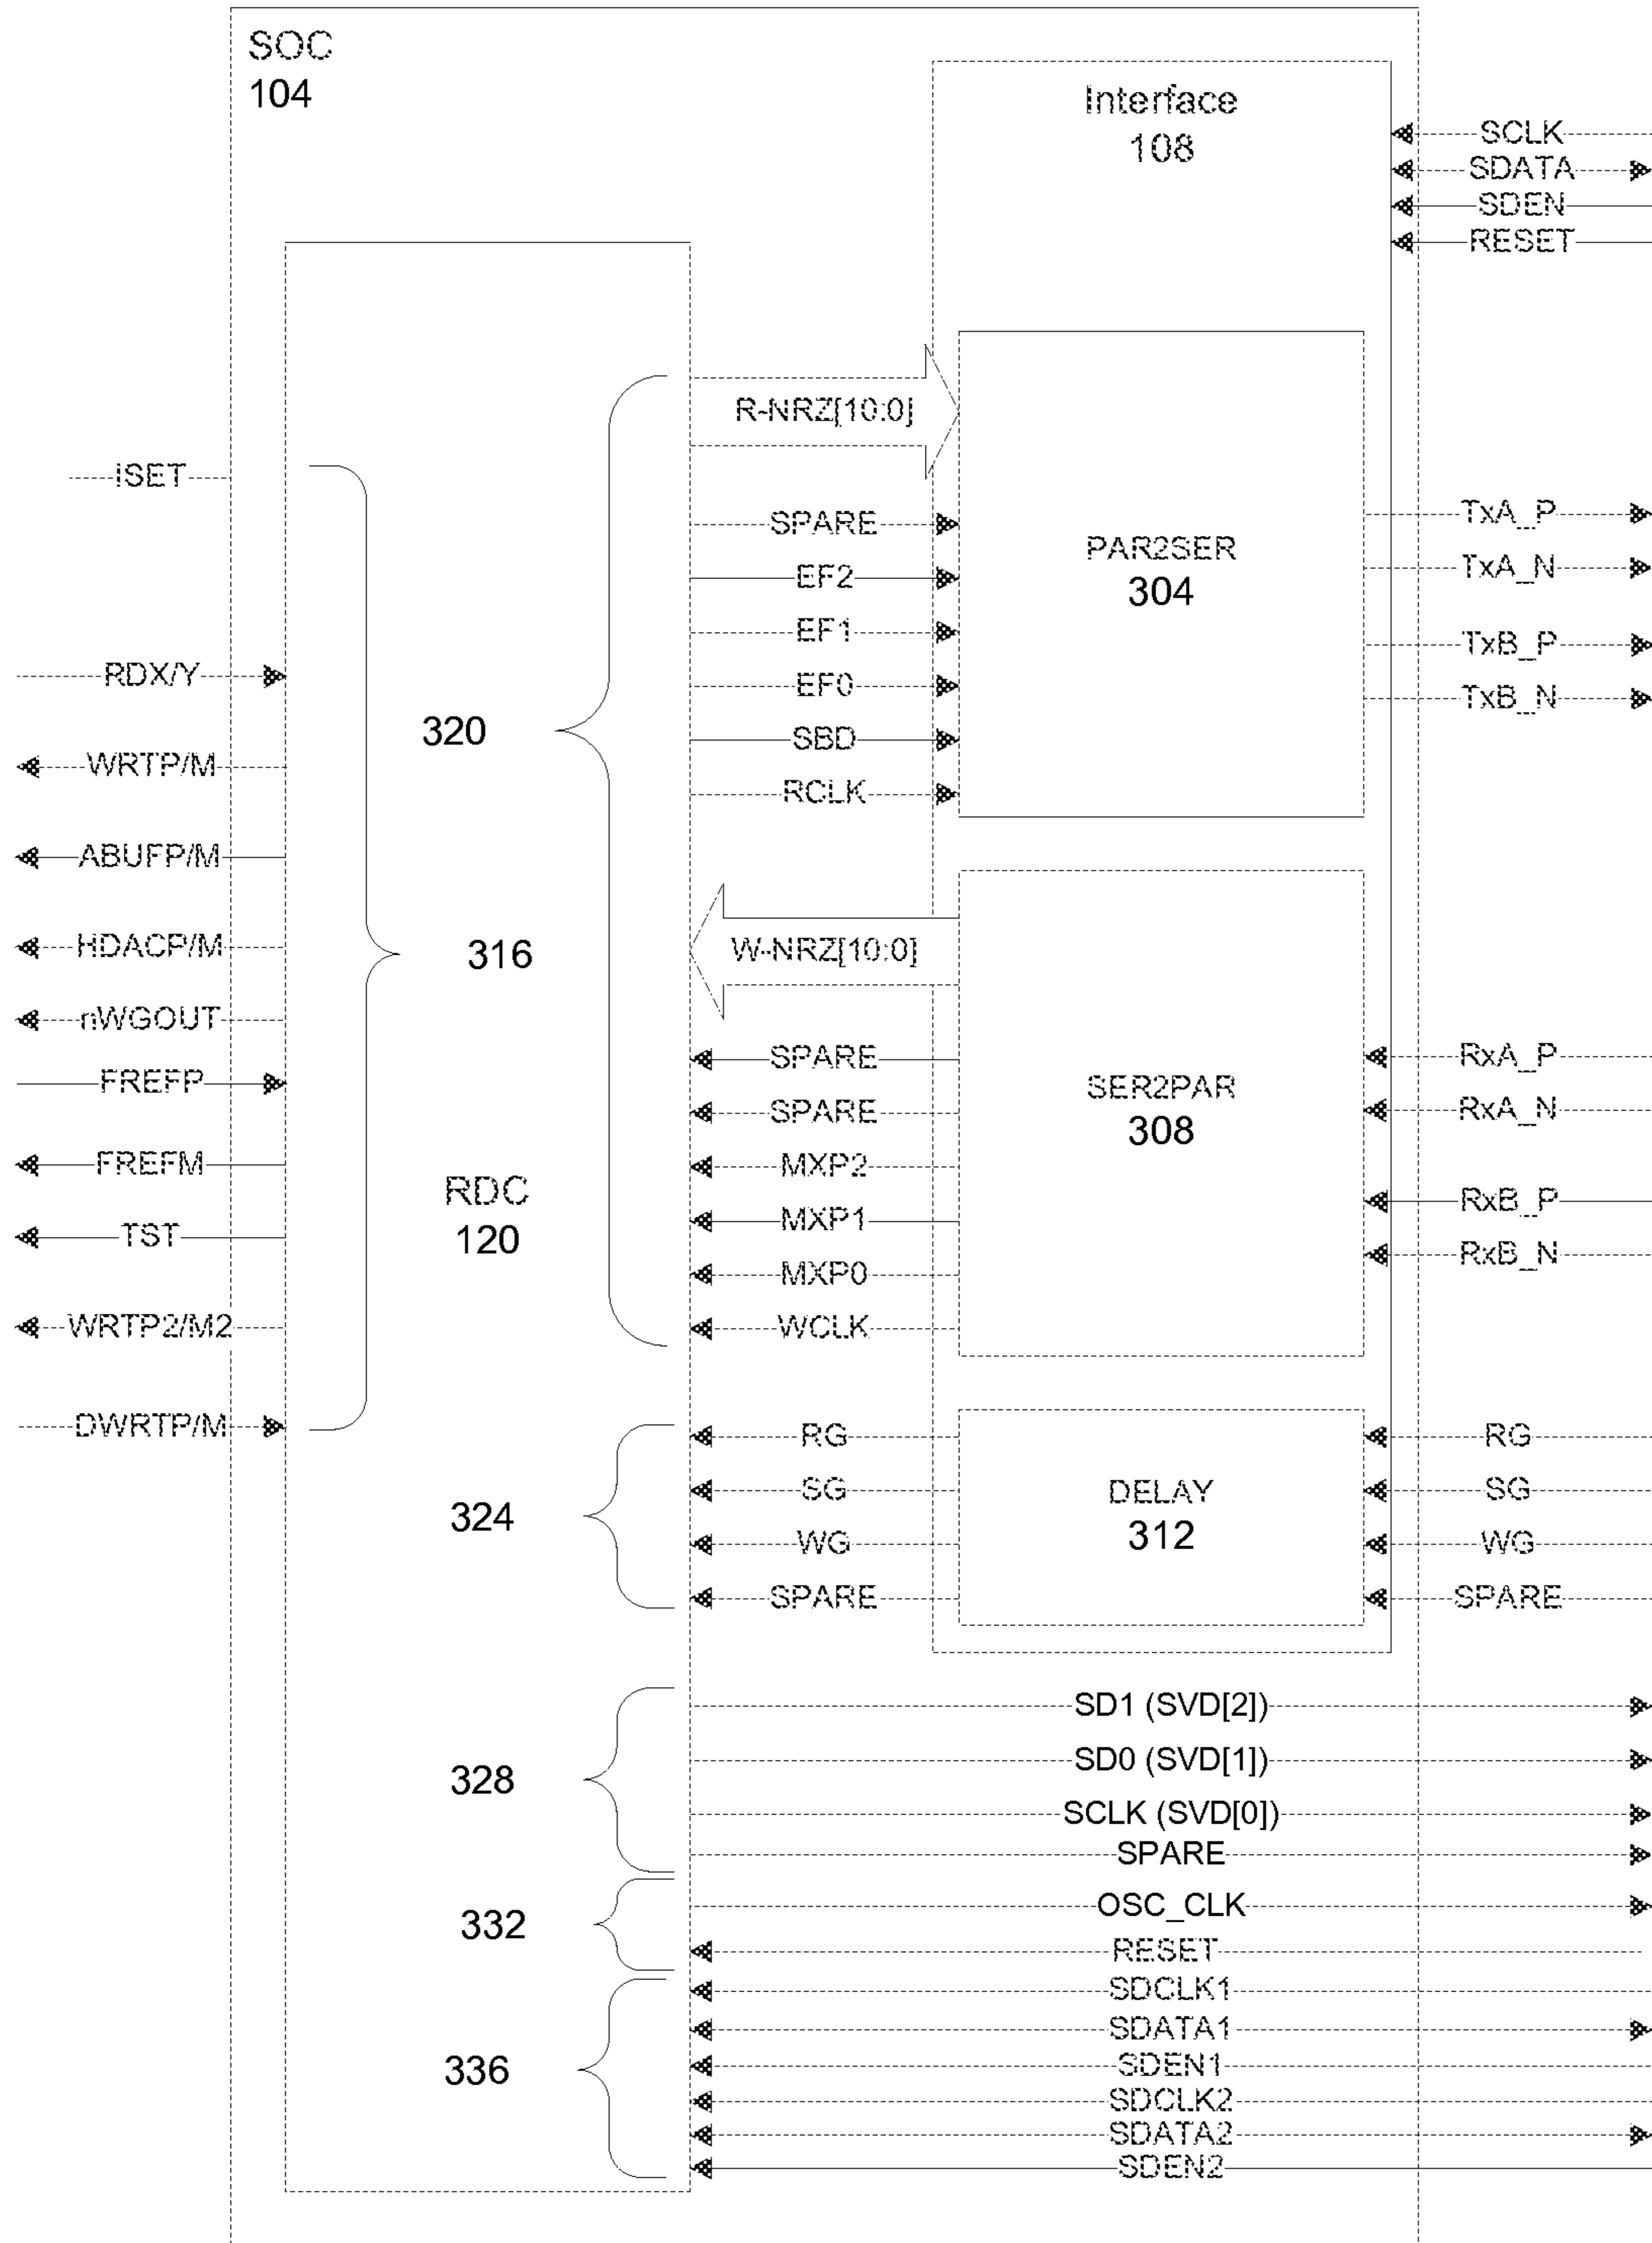 SOC
104
Interface
108
SCLK
SDATA
SDEN
RESET
R-NRZ[10:0]
ISET
SPARE
EF2
EF1
EF0
SBD
RCLK
PAR2SER
304
TxA_P
TxA_N
TxB_P
TxB_N
RDX/Y
WRTP/M
ABUFP/M
HDACP/M
nWGOUT
FREFP
FREFM
TST
WRTP2/M2
DWRTP/M
320
316
RDC
120
W-NRZ[10:0]
SPARE
SPARE
MXP2
MXP1
MXP0
WCLK
SER2PAR
308
RxA_P
RxA_N
RxB_P
RxB_N
324
RG
SG
WG
SPARE
DELAY
312
RG
SG
WG
SPARE
328
SD1 (SVD[2])
SD0 (SVD[1])
SCLK (SVD[0])
SPARE
332
OSC_CLK
RESET
336
SDCLK1
SDATA1
SDEN1
SDCLK2
SDATA2
SDEN2